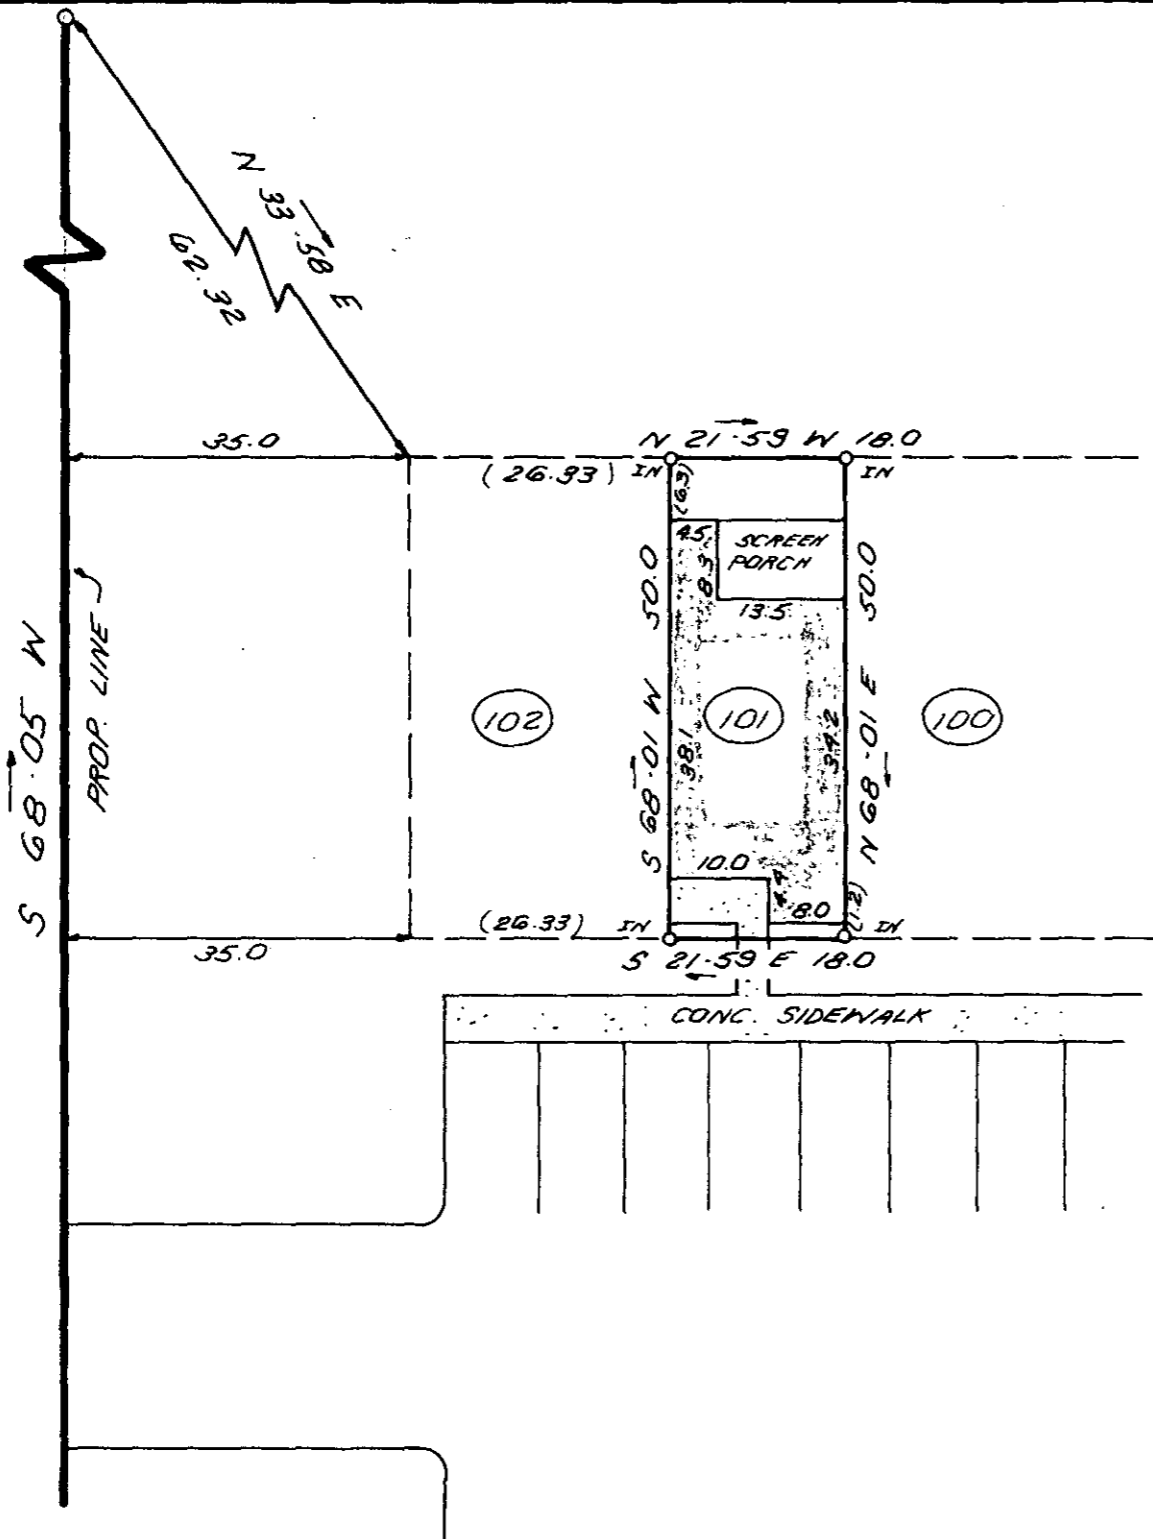 N 33·58 E
62.32
35.0
N 21·59 W 18.0
(26.33)
IN
IN
(6.3)
4.5
8.3
SCREEN
PORCH
13.5
50.0
50.0
S 68·05 W
PROP. LINE
102
101
100
S 68·01 W
38.1
34.2
N 68·01 E
10.0
4.4
8.0
(1.2)
(26.33)
IN
IN
35.0
S 21·59 E 18.0
CONC. SIDEWALK